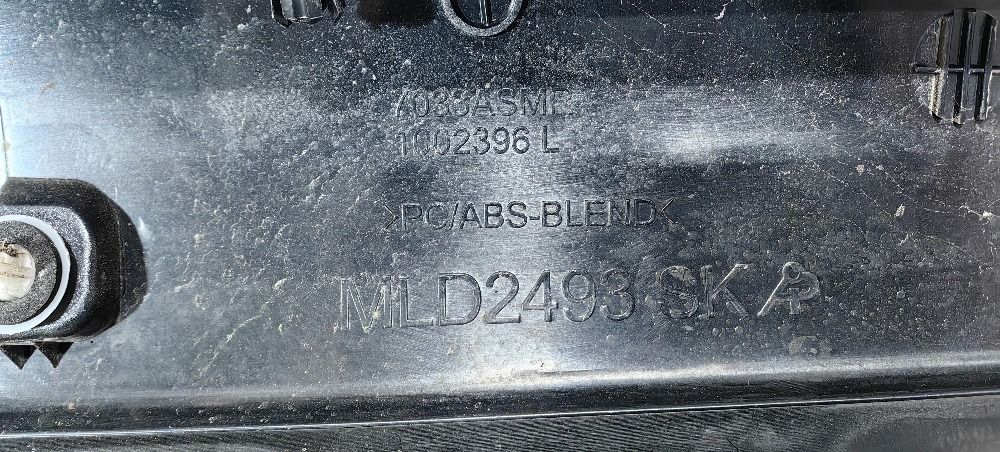 1002396 L
>PC/ABS-BLEND<
MLD2493 SK